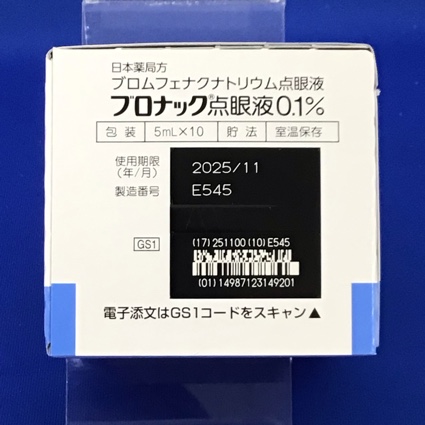 日本薬局方
ブロムフェナクナトリウム点眼液
ブロナック®点眼液0.1%
包装 5mL×10 貯法 室温保存
使用期限 2025/11
(年/月)
製造番号 E545
GS1 (17)251100(10)E545
(01)14987123149201
電子添文はGS1コードをスキャン▲